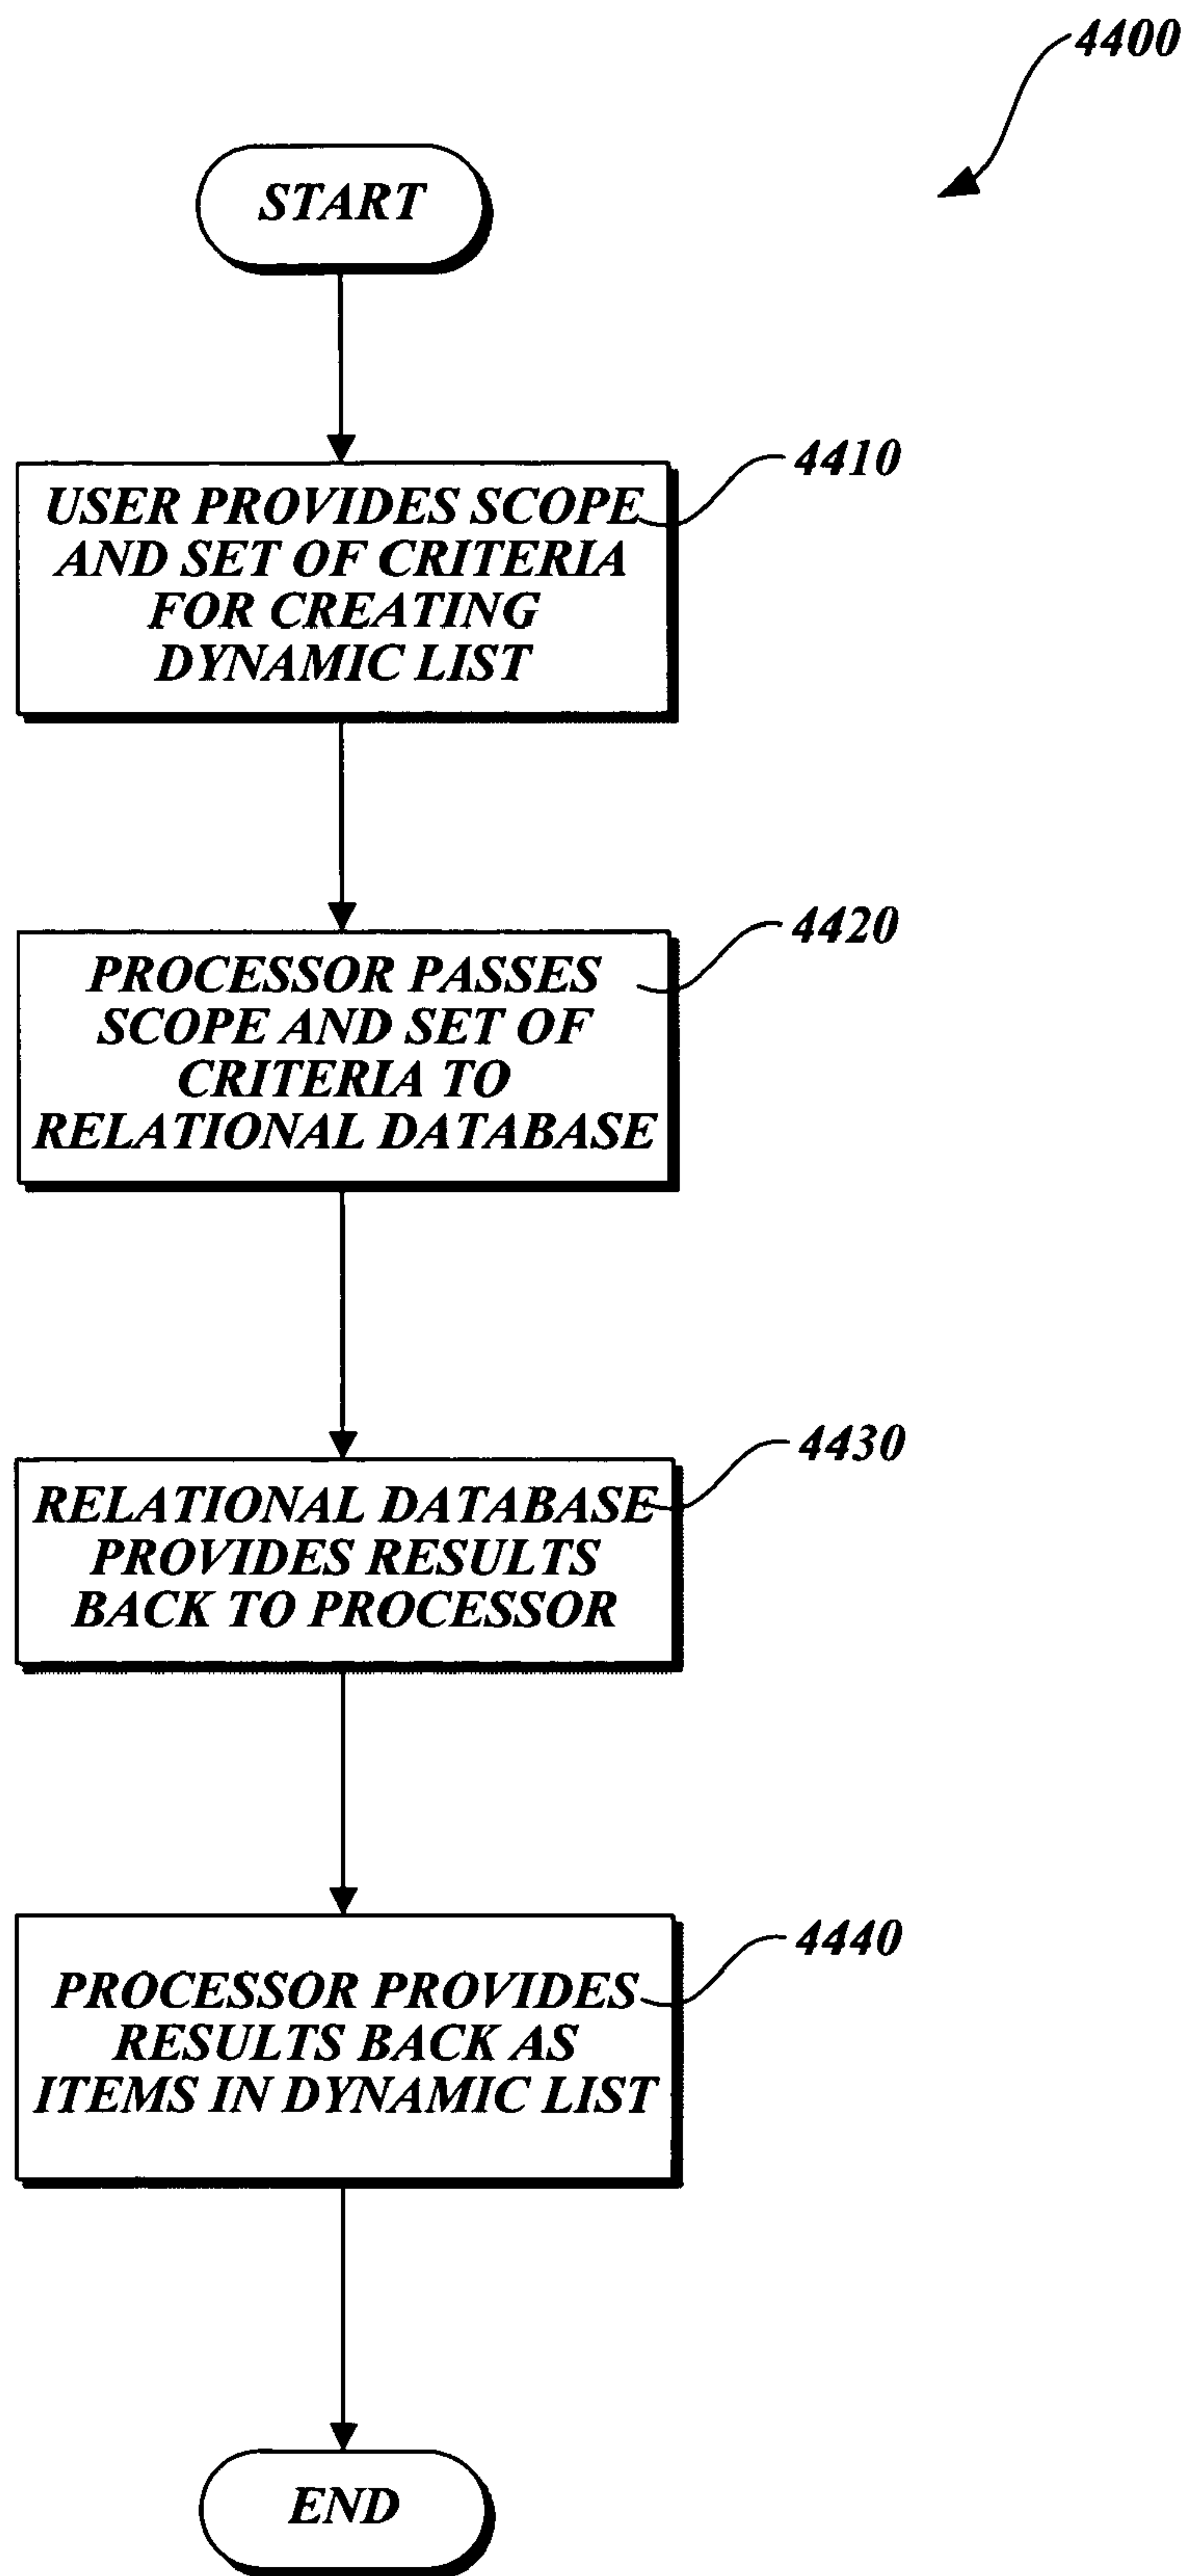 4400
START
4410
USER PROVIDES SCOPE
AND SET OF CRITERIA
FOR CREATING
DYNAMIC LIST
4420
PROCESSOR PASSES
SCOPE AND SET OF
CRITERIA TO
RELATIONAL DATABASE
4430
RELATIONAL DATABASE
PROVIDES RESULTS
BACK TO PROCESSOR
4440
PROCESSOR PROVIDES
RESULTS BACK AS
ITEMS IN DYNAMIC LIST
END